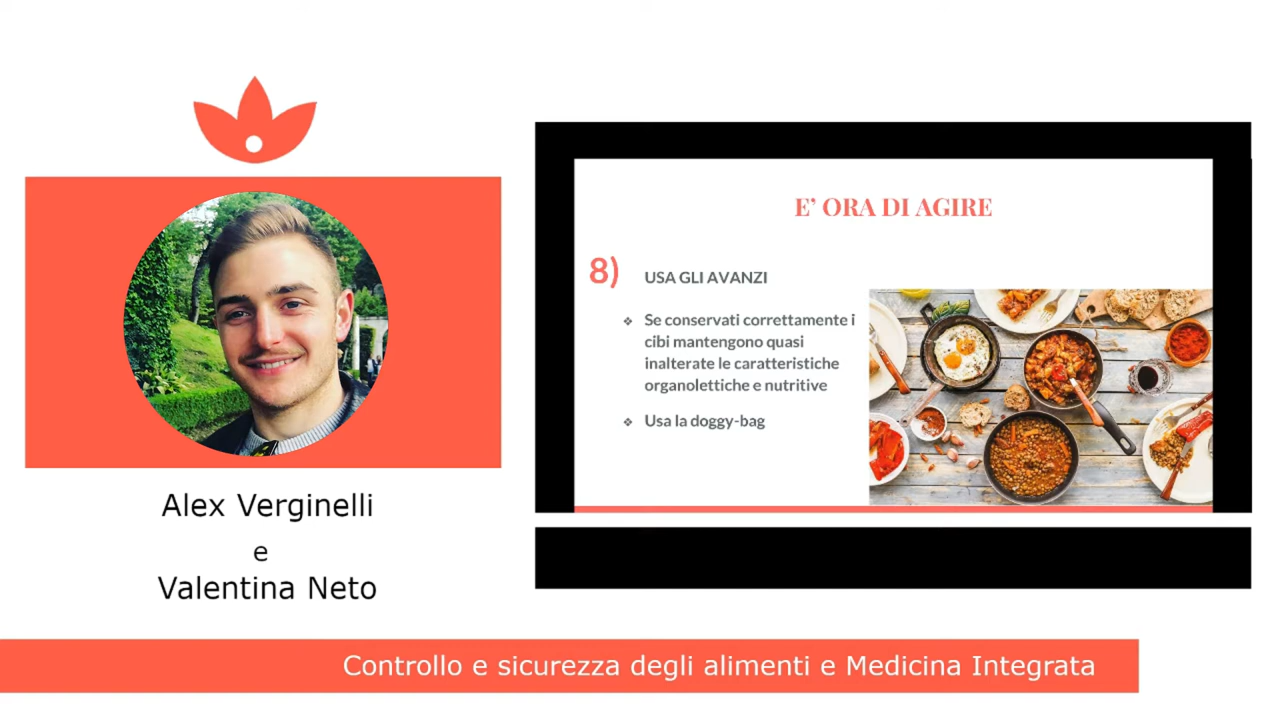 Alex Verginelli
e
Valentina Neto
E’ ORA DI AGIRE
8) USA GLI AVANZI
❖ Se conservati correttamente i
cibi mantengono quasi
inalterate le caratteristiche
organolettiche e nutritive
❖ Usa la doggy-bag
Controllo e sicurezza degli alimenti e Medicina Integrata